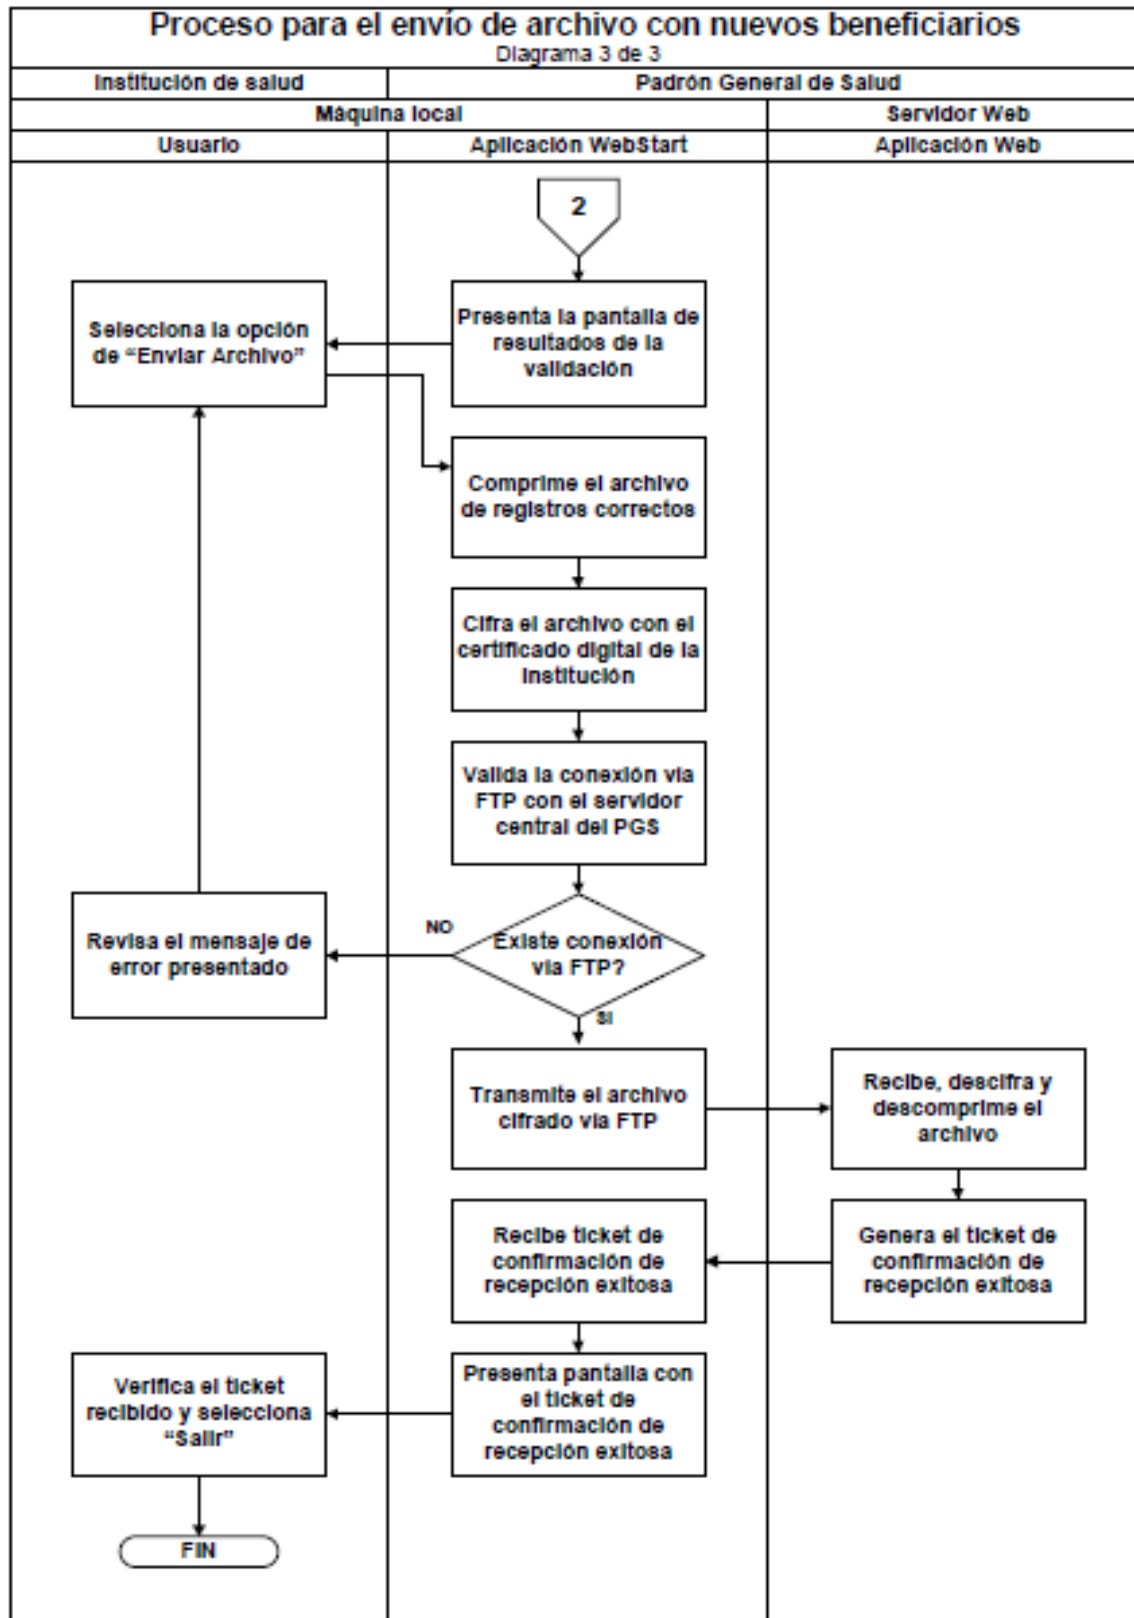 Proceso para el envío de archivo con nuevos beneficiarios
Diagrama 3 de 3
Institución de salud
Padrón General de Salud
Máquina local
Servidor Web
Usuario
Aplicación WebStart
Aplicación Web
2
Selecciona la opción
de “Enviar Archivo”
Presenta la pantalla de
resultados de la
validación
Comprime el archivo
de registros correctos
Cifra el archivo con el
certificado digital de la
Institución
Valida la conexión via
FTP con el servidor
central del PGS
Revisa el mensaje de
error presentado
NO
Existe conexión
via FTP?
SI
Transmite el archivo
cifrado via FTP
Recibe, descifra y
descomprime el
archivo
Recibe ticket de
confirmación de
recepción exitosa
Genera el ticket de
confirmación de
recepción exitosa
Verifica el ticket
recibido y selecciona
“Salir”
Presenta pantalla con
el ticket de
confirmación de
recepción exitosa
FIN